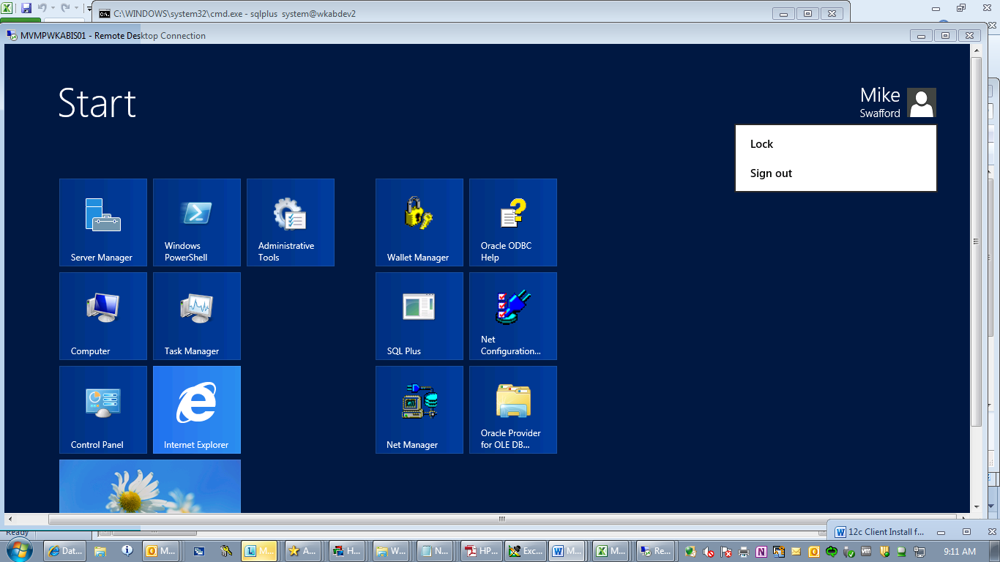 C:\WINDOWS\system32\cmd.exe - sqlplus system@wkabdev2
MVMPWKABIS01 - Remote Desktop Connection
Start
Mike
Swafford
Lock
Sign out
Server Manager
Windows
PowerShell
Administrative
Tools
Wallet Manager
Oracle ODBC
Help
Computer
Task Manager
SQL Plus
Net
Configuration...
Control Panel
Internet Explorer
Net Manager
Oracle Provider
for OLE DB...
Ready
12c Client Install f...
Dat...
M...
M...
A...
H...
W...
N...
HP...
Exc...
M...
M...
Re...
9:11 AM